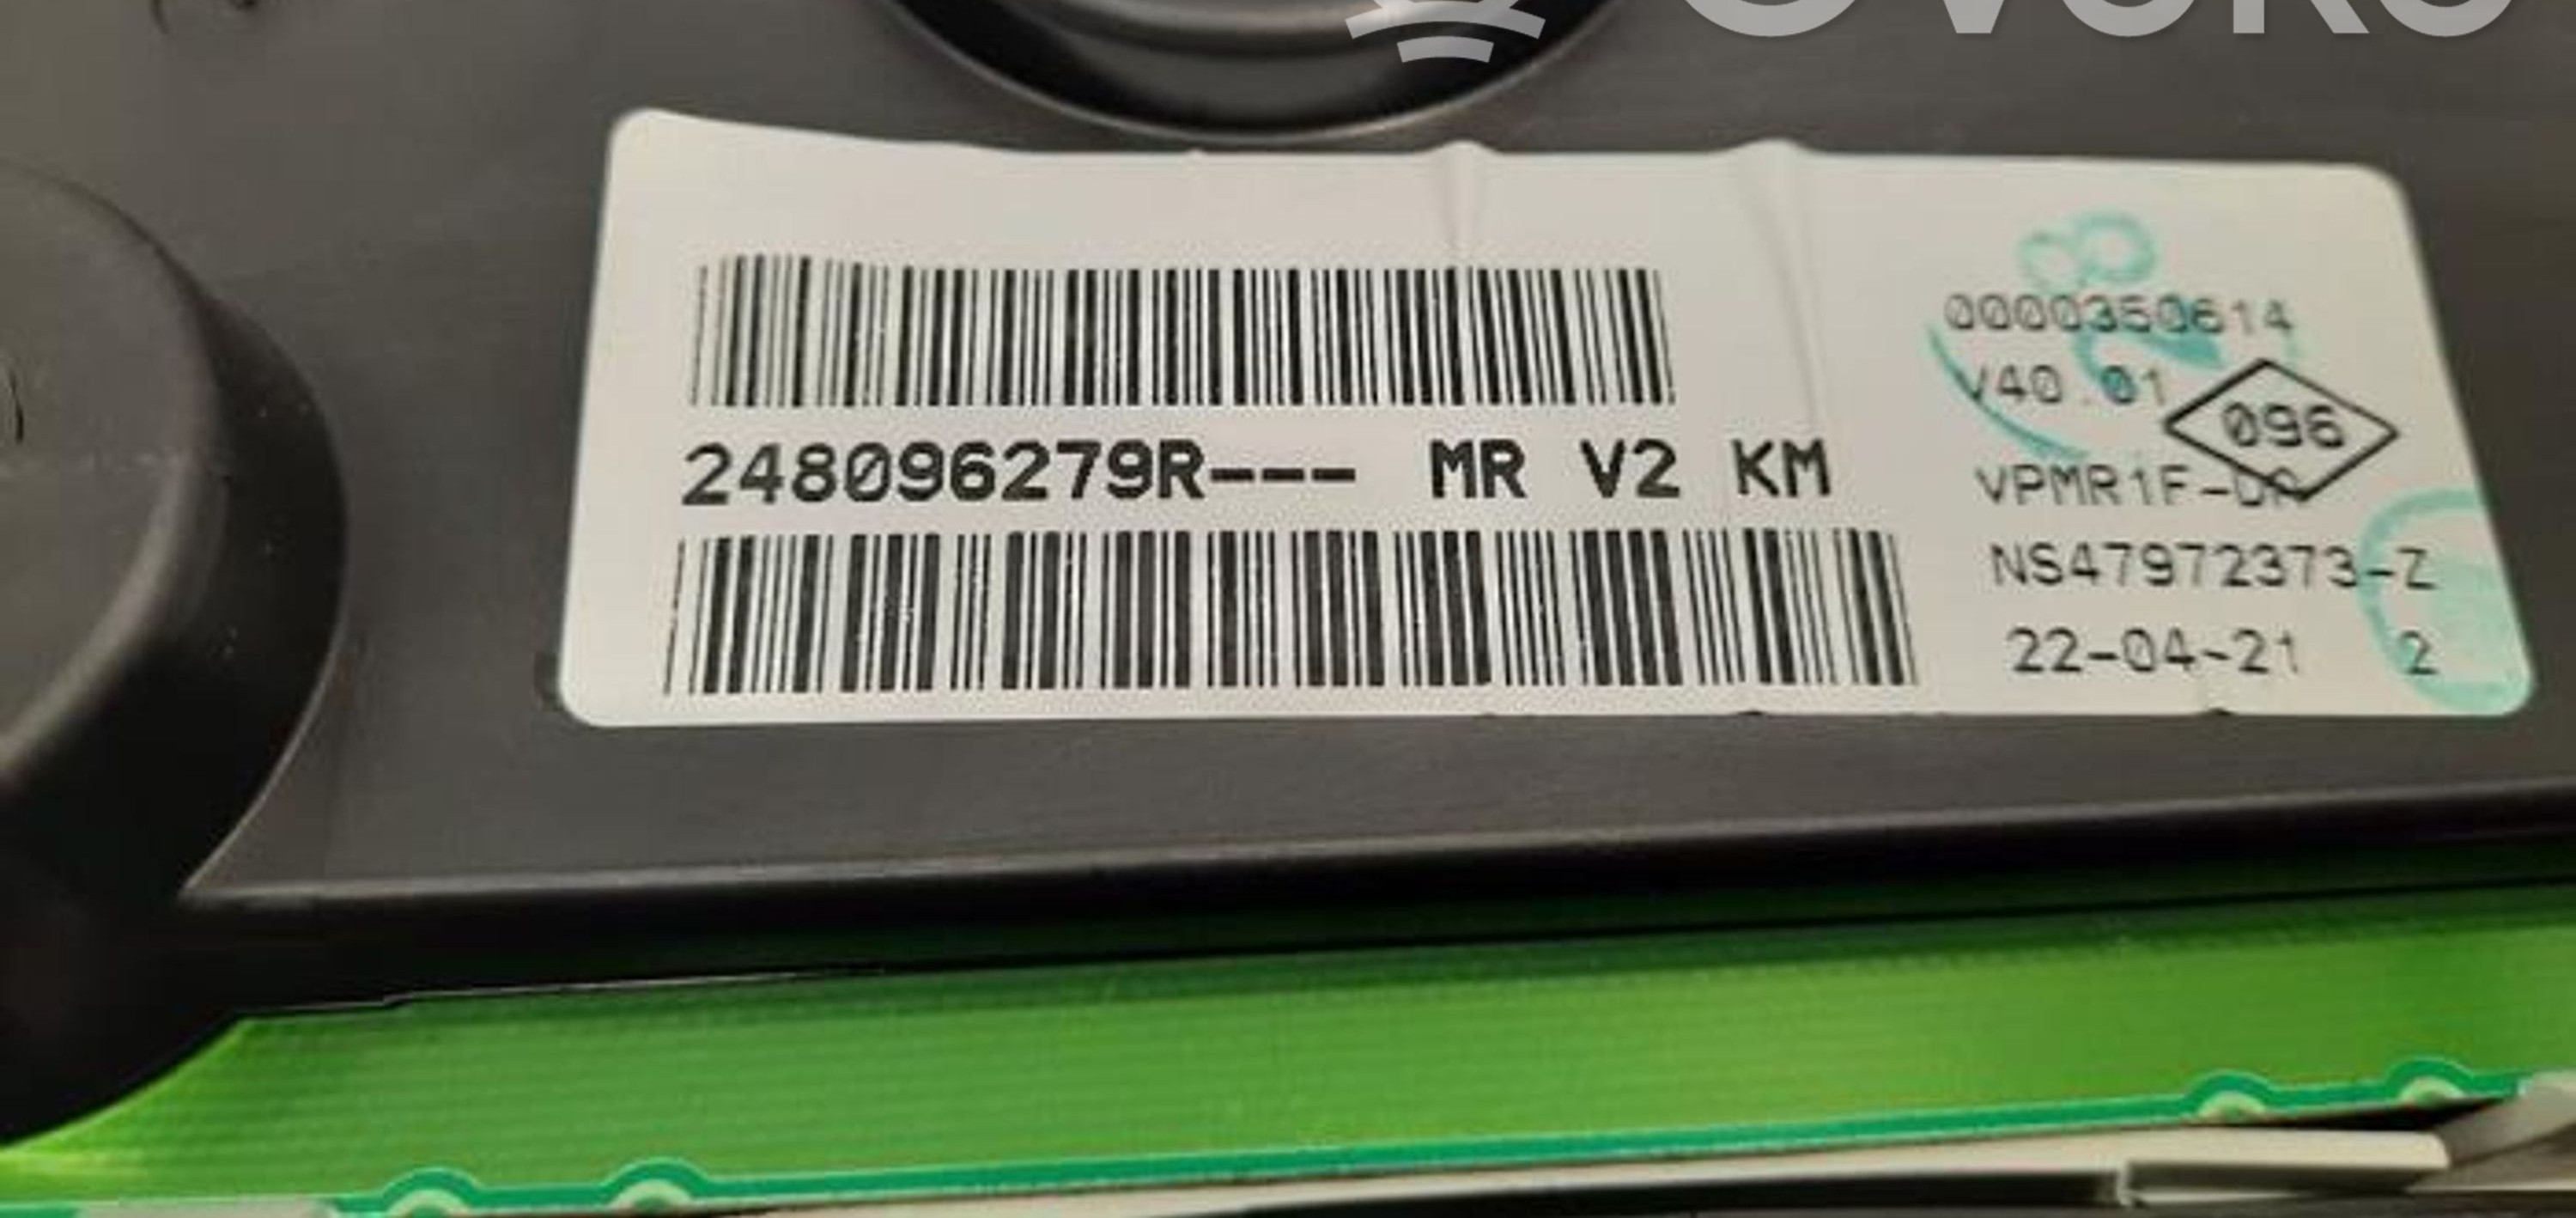 0000350614
V40.01
096
248096279R--- MR V2 KM
NS47972373-Z
22-04-21 2